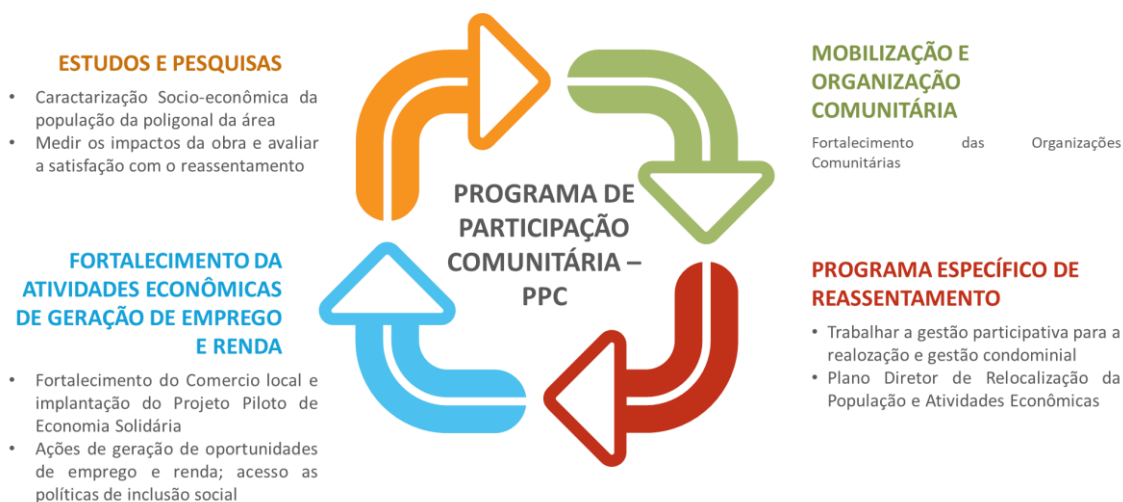 ESTUDOS E PESQUISAS
• Caractarização Socio-econômica da
população da poligonal da área
• Medir os impactos da obra e avaliar
a satisfação com o reassentamento
MOBILIZAÇÃO E
ORGANIZAÇÃO
COMUNITÁRIA
Fortalecimento das Organizações
Comunitárias
PROGRAMA DE
PARTICIPAÇÃO
COMUNITÁRIA –
PPC
FORTALECIMENTO DA
ATIVIDADES ECONÔMICAS
DE GERAÇÃO DE EMPREGO
E RENDA
• Fortalecimento do Comercio local e
implantação do Projeto Piloto de
Economia Solidária
• Ações de geração de oportunidades
de emprego e renda; acesso as
políticas de inclusão social
PROGRAMA ESPECÍFICO DE
REASSENTAMENTO
• Trabalhar a gestão participativa para a
realozação e gestão condominial
• Plano Diretor de Relocalização da
População e Atividades Econômicas